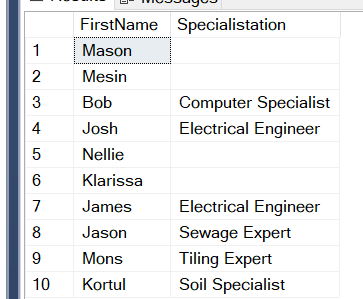 Messages
FirstName Specialistation
1 Mason
2 Mesin
3 Bob Computer Specialist
4 Josh Electrical Engineer
5 Nellie
6 Klarissa
7 James Electrical Engineer
8 Jason Sewage Expert
9 Mons Tiling Expert
10 Kortul Soil Specialist